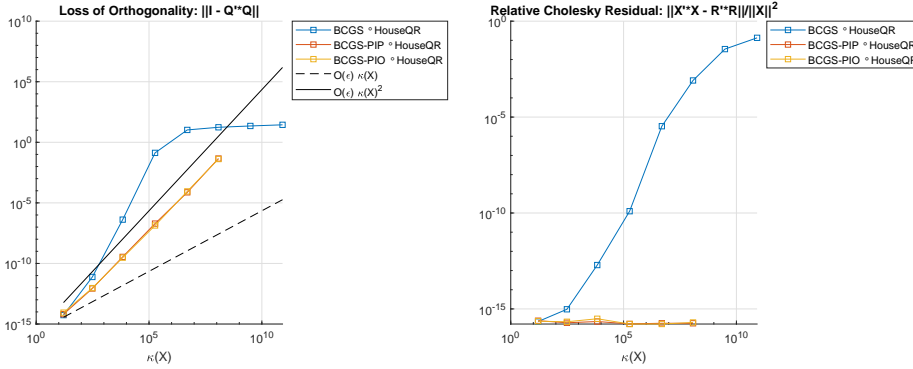 Loss of Orthogonality: ||I - Q'*Q||
10^10
10^5
10^0
10^-5
10^-10
10^-15
10^0
10^5
10^10
κ(X)
BCGS ∘ HouseQR
BCGS-PIP ∘ HouseQR
BCGS-PIO ∘ HouseQR
O(ϵ) κ(X)
O(ϵ) κ(X)^2
Relative Cholesky Residual: ||X'*X - R'*R||/||X||^2
10^0
10^-5
10^-10
10^-15
10^0
10^5
10^10
κ(X)
BCGS ∘ HouseQR
BCGS-PIP ∘ HouseQR
BCGS-PIO ∘ HouseQR